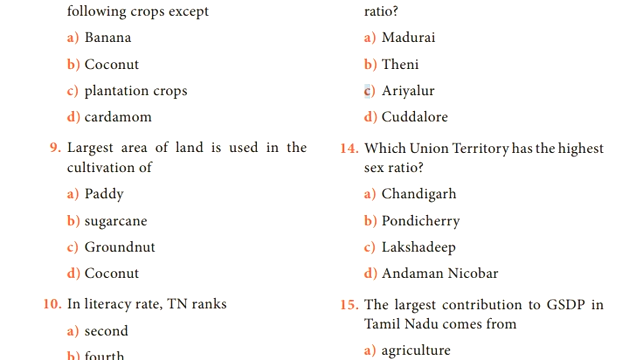 following crops except
a) Banana
b) Coconut
c) plantation crops
d) cardamom
9. Largest area of land is used in the
cultivation of
a) Paddy
b) sugarcane
c) Groundnut
d) Coconut
10. In literacy rate, TN ranks
a) second
b) fourth
ratio?
a) Madurai
b) Theni
c) Ariyalur
d) Cuddalore
14. Which Union Territory has the highest
sex ratio?
a) Chandigarh
b) Pondicherry
c) Lakshadeep
d) Andaman Nicobar
15. The largest contribution to GSDP in
Tamil Nadu comes from
a) agriculture